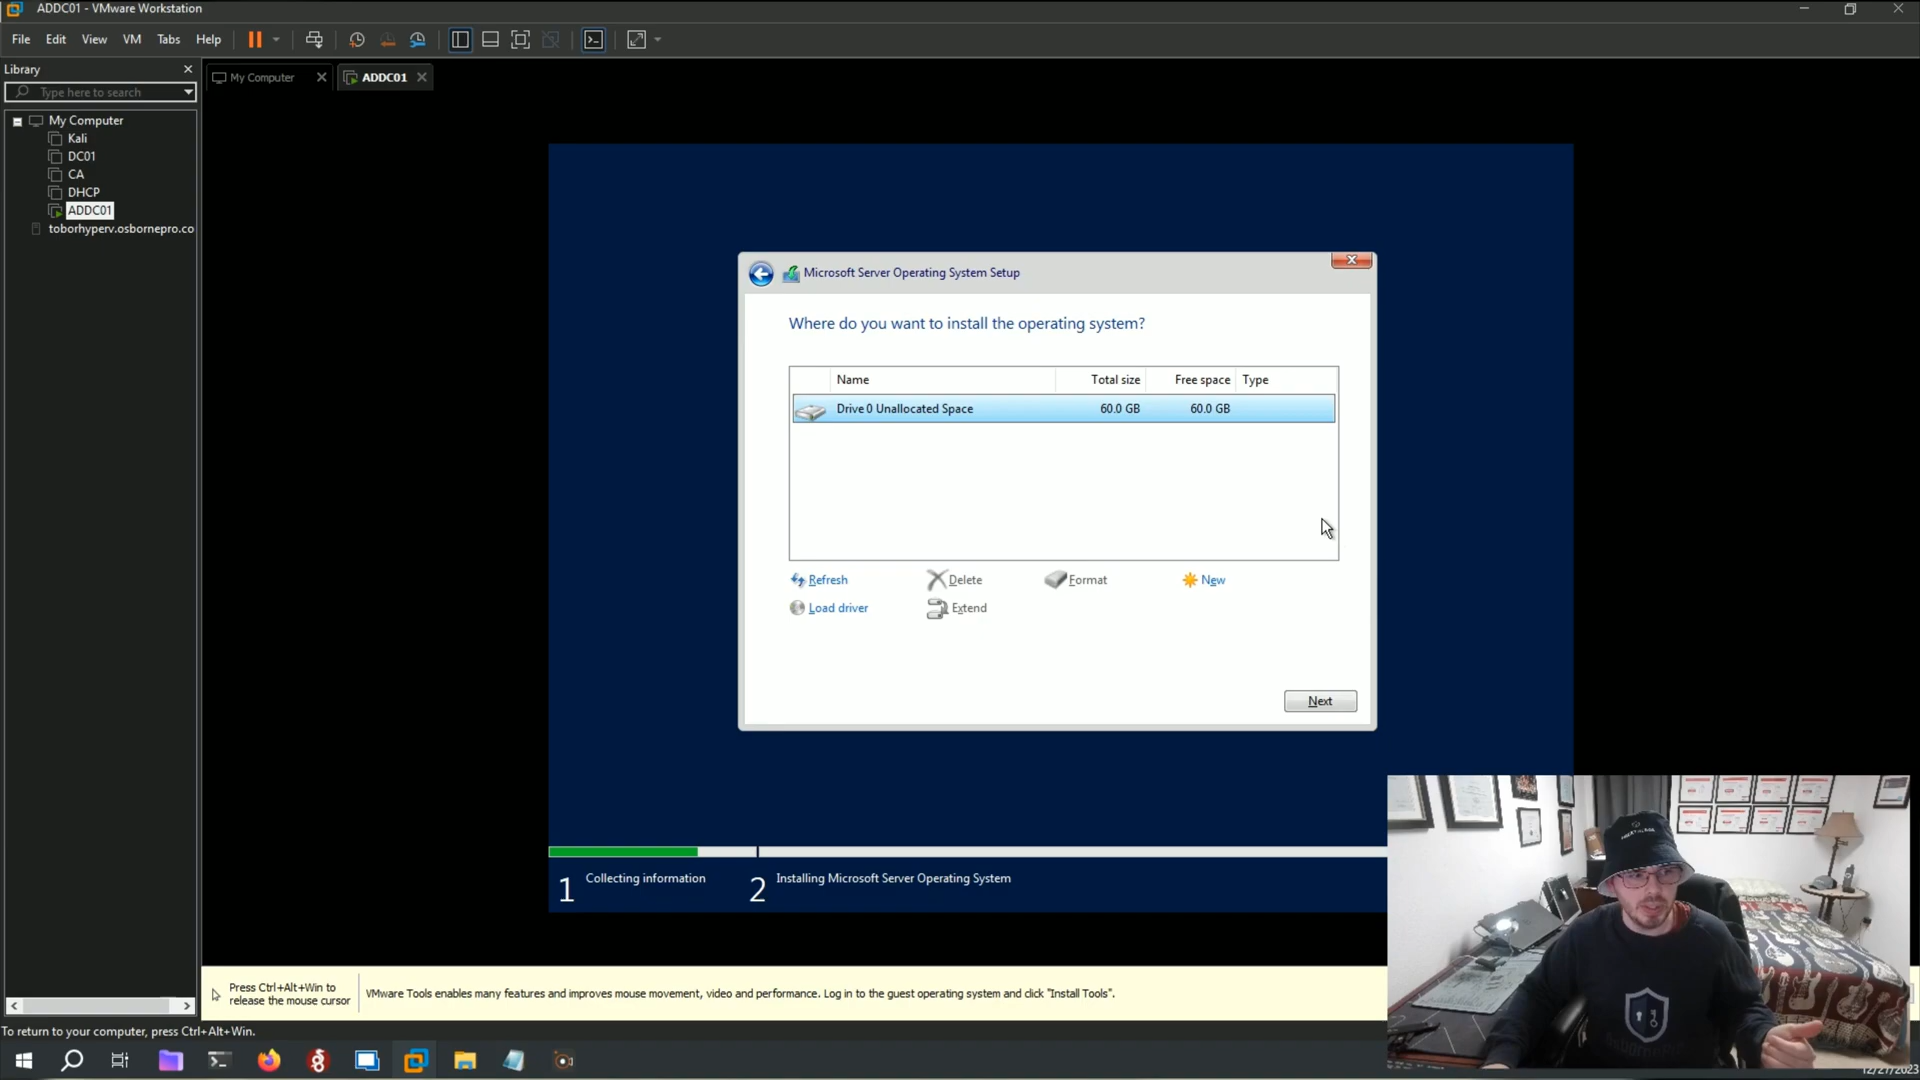 ADDC01 - VMware Workstation
File Edit View VM Tabs Help
Library
My Computer
ADDC01
Type here to search
My Computer
Kali
DC01
CA
DHCP
ADDC01
toborhyperv.osbornepro.co
Microsoft Server Operating System Setup
Where do you want to install the operating system?
Name Total size Free space Type
Drive 0 Unallocated Space 60.0 GB 60.0 GB
Refresh Delete Format New
Load driver Extend
Next
1 Collecting information 2 Installing Microsoft Server Operating System
Press Ctrl+Alt+Win to
release the mouse cursor
VMware Tools enables many features and improves mouse movement, video and performance. Log in to the guest operating system and click "Install Tools".
To return to your computer, press Ctrl+Alt+Win.
12/27/2023